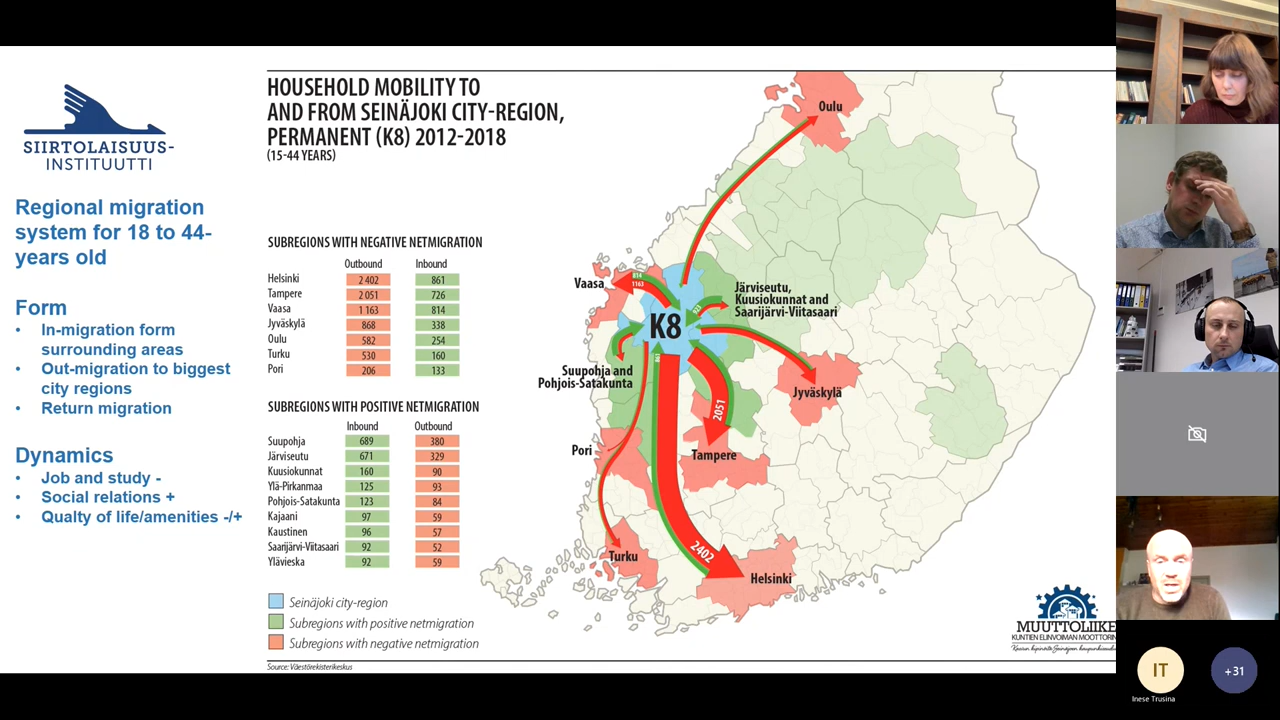 SIIRTOLAISUUS-
INSTITUUTTI
Regional migration
system for 18 to 44-
years old
Form
• In-migration form
surrounding areas
• Out-migration to biggest
city regions
• Return migration
Dynamics
• Job and study -
• Social relations +
• Qualty of life/amenities -/+
HOUSEHOLD MOBILITY TO
AND FROM SEINÄJOKI CITY-REGION,
PERMANENT (K8) 2012-2018
(15-44 YEARS)
SUBREGIONS WITH NEGATIVE NETMIGRATION
Outbound Inbound
Helsinki 2 402 861
Tampere 2 051 726
Vaasa 1 163 814
Jyväskylä 868 338
Oulu 582 254
Turku 530 160
Pori 206 133
SUBREGIONS WITH POSITIVE NETMIGRATION
Inbound Outbound
Suupohja 689 380
Järviseutu 671 329
Kuusiokunnat 160 90
Ylä-Pirkanmaa 125 93
Pohjois-Satakunta 123 84
Kajaani 97 59
Kaustinen 96 57
Saarijärvi-Viitasaari 92 52
Ylävieska 92 59
Seinäjoki city-region
Subregions with positive netmigration
Subregions with negative netmigration
Source: Väestörekisterikeskus
Oulu
Vaasa
814
1163
Järviseutu,
Kuusiokunnat and
Saarijärvi-Viitasaari
K8
Suupohja and
Pohjois-Satakunta
Jyväskylä
2051
Pori
Tampere
2402
Turku
Helsinki
MUUTTOLIIKE
KUNTIEN ELINVOIMAN MOOTTORIN
IT
Inese Trusina
+31